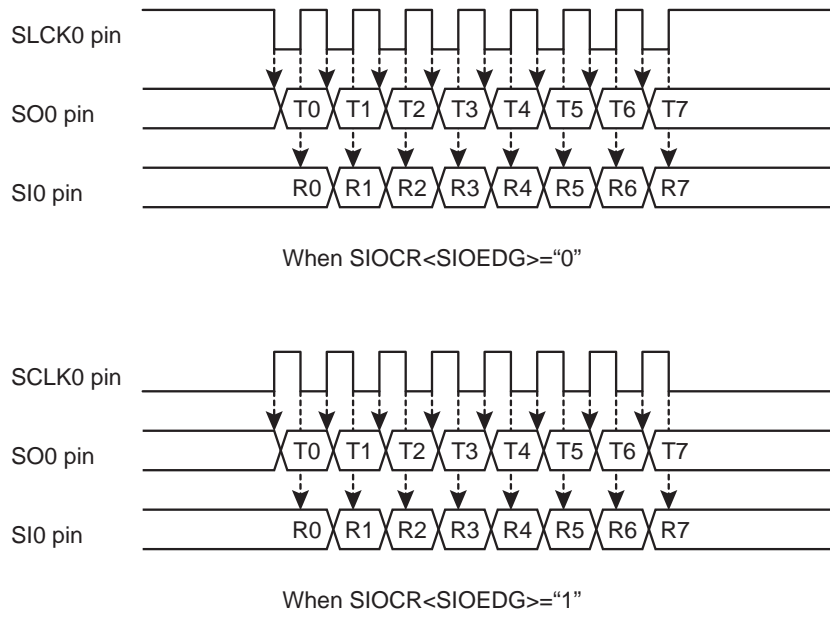 SLCK0 pin
SO0 pin T0 T1 T2 T3 T4 T5 T6 T7
SI0 pin R0 R1 R2 R3 R4 R5 R6 R7
When SIOCR<SIOEDG>=“0”
SCLK0 pin
SO0 pin T0 T1 T2 T3 T4 T5 T6 T7
SI0 pin R0 R1 R2 R3 R4 R5 R6 R7
When SIOCR<SIOEDG>=“1”